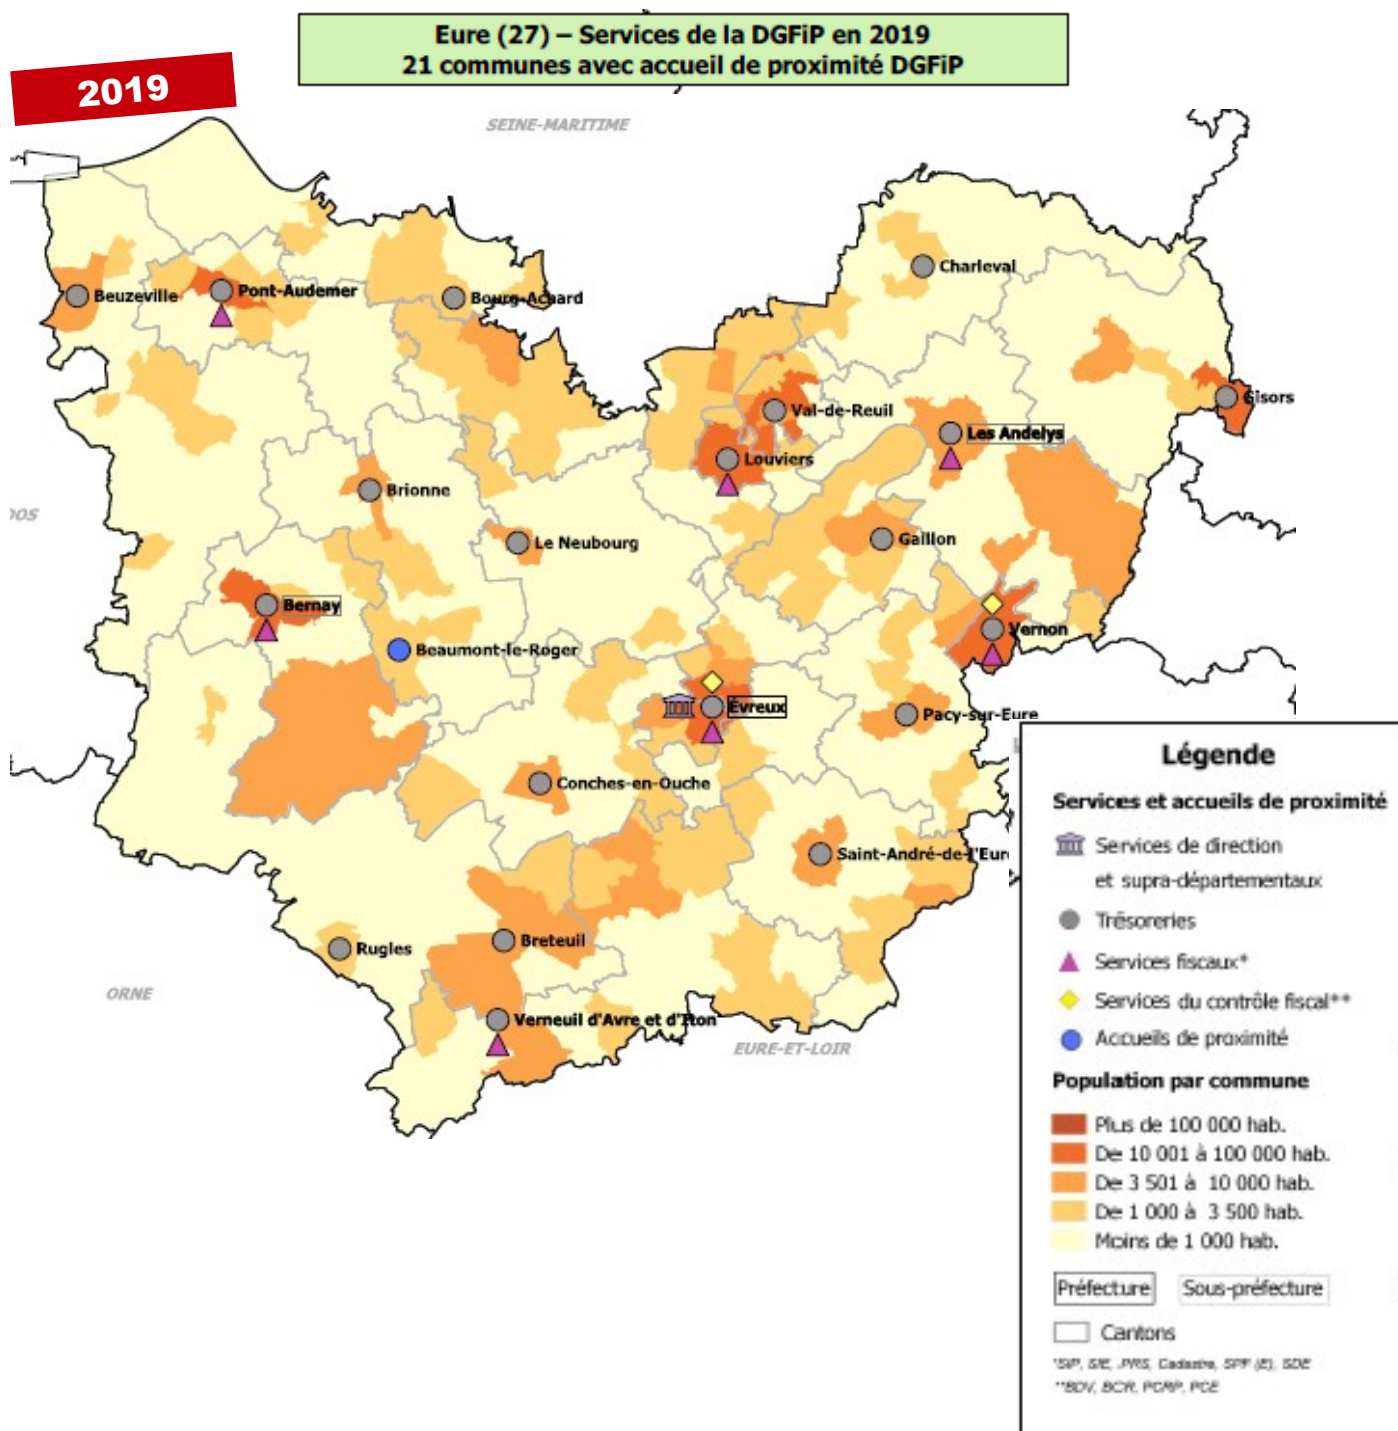 Eure (27) – Services de la DGFiP en 2019
21 communes avec accueil de proximité DGFiP
2019
SEINE-MARITIME
Charleval
Beuzeville
Pont-Audemer
Bourg-Achard
Gisors
Val-de-Reuil
Les Andelys
Louviers
Brionne
DOS
Le Neubourg
Gaillon
Bernay
Vernon
Beaumont-le-Roger
Évreux
Pacy-sur-Eure
Conches-en-Ouche
Saint-André-de-l'Eur
Breteuil
Rugles
ORNE
Verneuil d'Avre et d'Iton
EURE-ET-LOIR
Légende
Services et accueils de proximité
Services de direction
et supra-départementaux
Trésoreries
Services fiscaux*
Services du contrôle fiscal**
Accueils de proximité
Population par commune
Plus de 100 000 hab.
De 10 001 à 100 000 hab.
De 3 501 à 10 000 hab.
De 1 000 à 3 500 hab.
Moins de 1 000 hab.
Préfecture Sous-préfecture
Cantons
*SIP, SIE, PRS, Cadastre, SPF (E), SDE
**BDV, BCR, PCRP, PCE